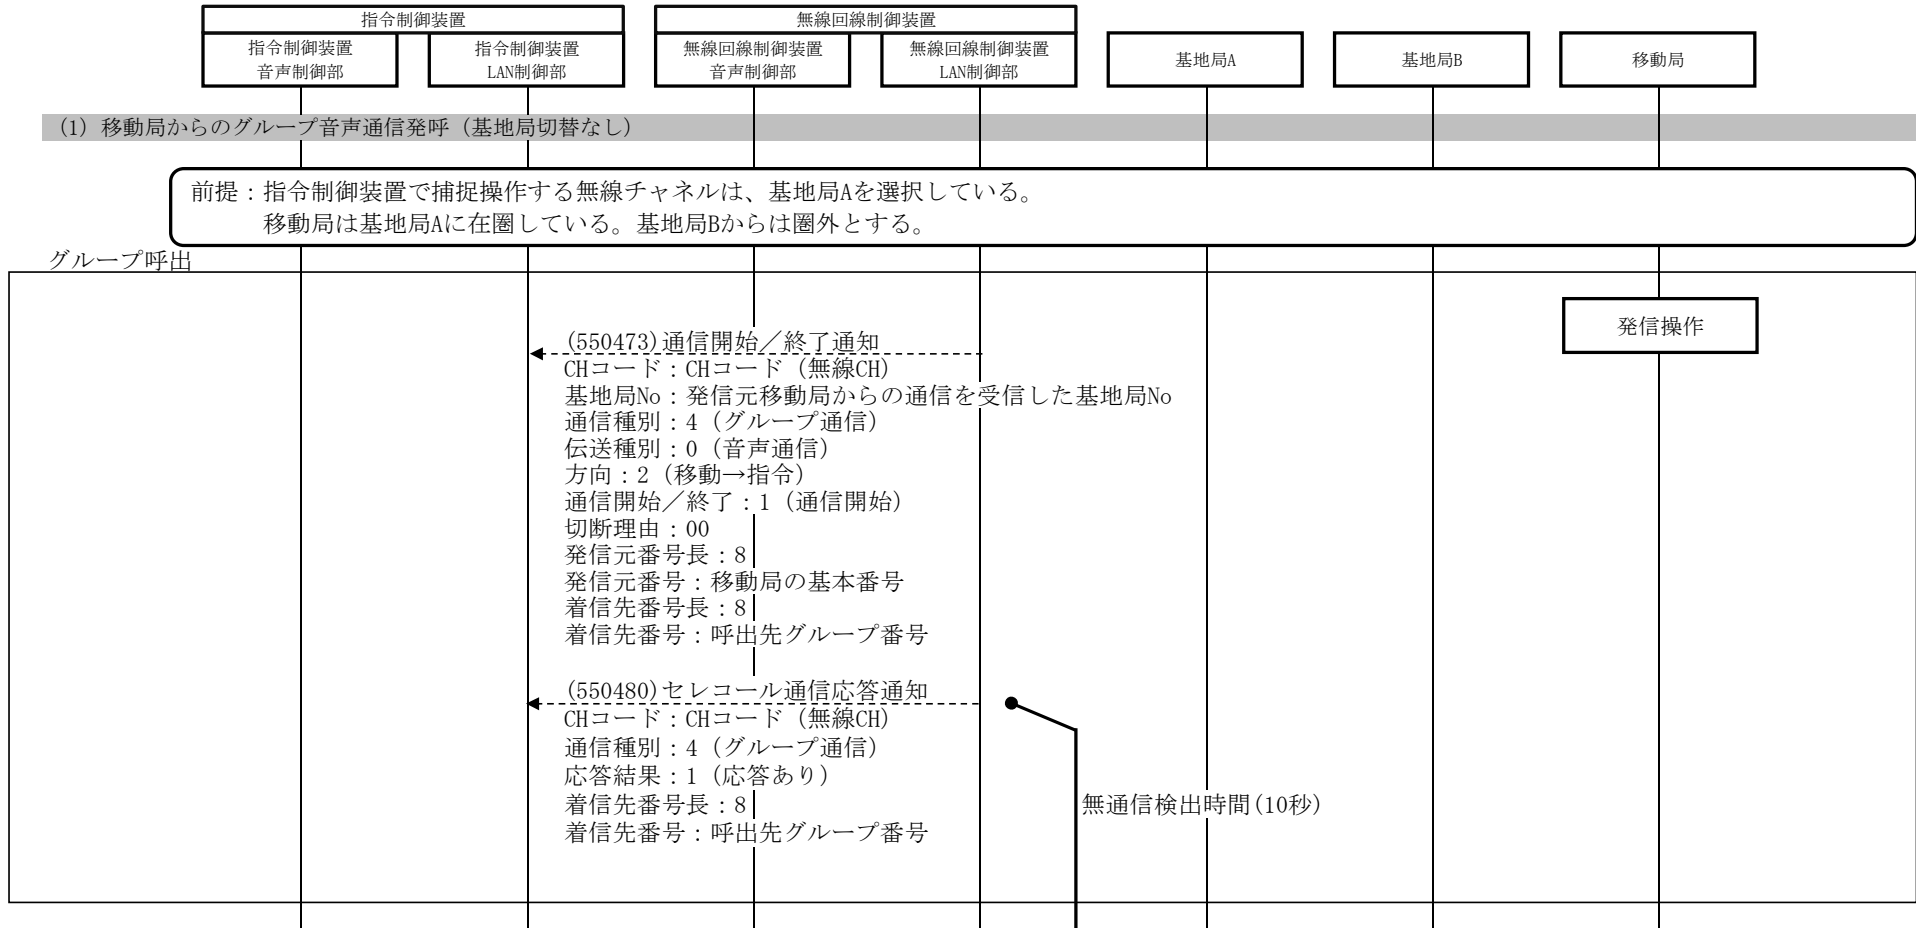 指令制御装置
無線回線制御装置
指令制御装置
音声制御部
指令制御装置
LAN制御部
無線回線制御装置
音声制御部
無線回線制御装置
LAN制御部
基地局A
基地局B
移動局
(1) 移動局からのグループ音声通信発呼（基地局切替なし）
前提：指令制御装置で捕捉操作する無線チャネルは、基地局Aを選択している。
移動局は基地局Aに在圏している。基地局Bからは圏外とする。
グループ呼出
発信操作
(550473)通信開始／終了通知
CHコード：CHコード（無線CH）
基地局No：発信元移動局からの通信を受信した基地局No
通信種別：4（グループ通信）
伝送種別：0（音声通信）
方向：2（移動→指令）
通信開始／終了：1（通信開始）
切断理由：00
発信元番号長：8
発信元番号：移動局の基本番号
着信先番号長：8
着信先番号：呼出先グループ番号
(550480)セレコール通信応答通知
CHコード：CHコード（無線CH）
通信種別：4（グループ通信）
応答結果：1（応答あり）
着信先番号長：8
着信先番号：呼出先グループ番号
無通信検出時間(10秒)